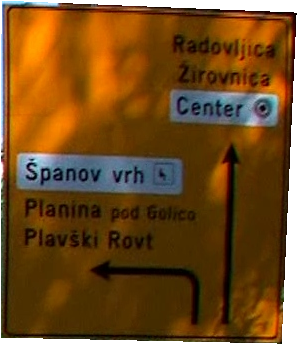 Radovljica
Žirovnica
Center
Španov vrh
Planina pod Golico
Plavški Rovt